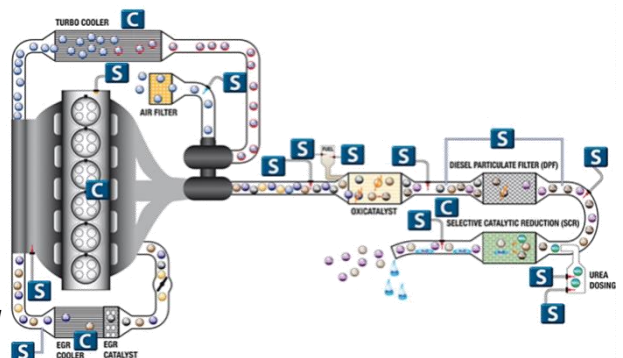 TURBO COOLER
C
S
S
AIR FILTER
S
S
FUEL
S
S
S
S
DIESEL PARTICULATE FILTER (DPF)
C
OXICATALYST
S
C
SELECTIVE CATALYTIC REDUCTION (SCR)
S
S
UREA
DOSING
S
S
EGR
COOLER
C
EGR
CATALYST